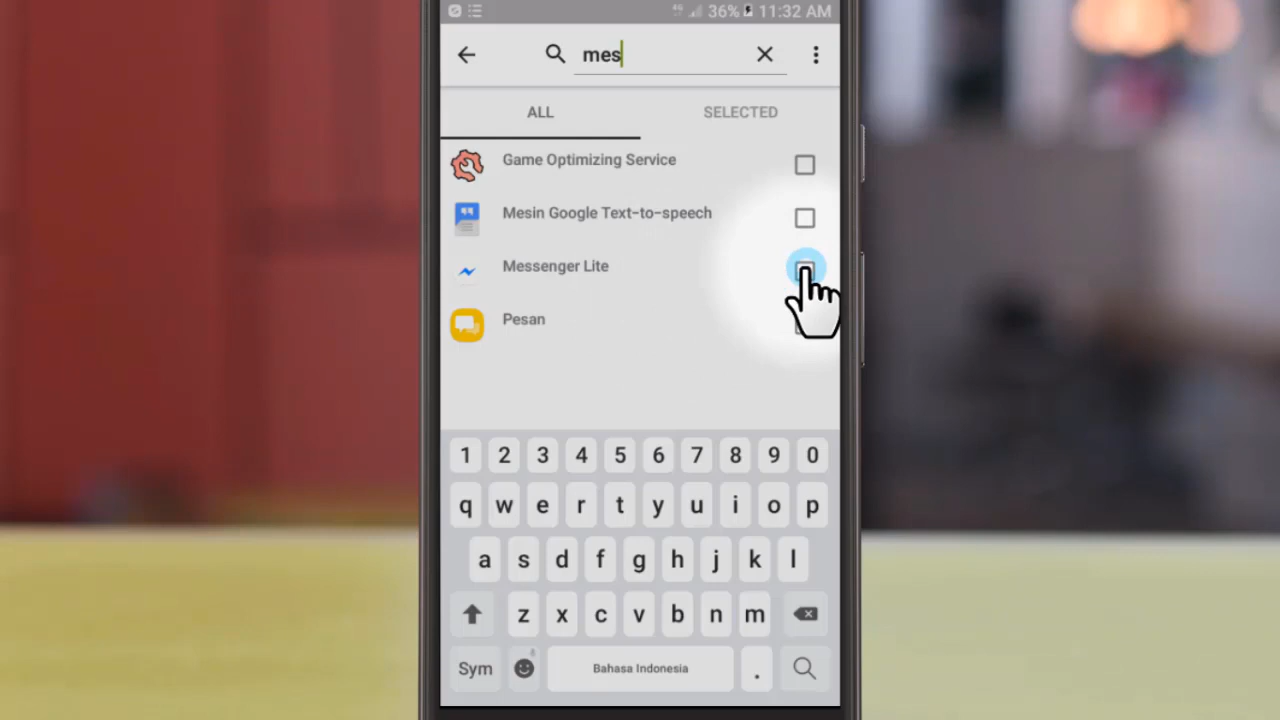 36% 11:32 AM
mes
ALL SELECTED
Game Optimizing Service
Mesin Google Text-to-speech
Messenger Lite
Pesan
1 2 3 4 5 6 7 8 9 0
q w e r t y u i o p
a s d f g h j k l
z x c v b n m
Sym Bahasa Indonesia .